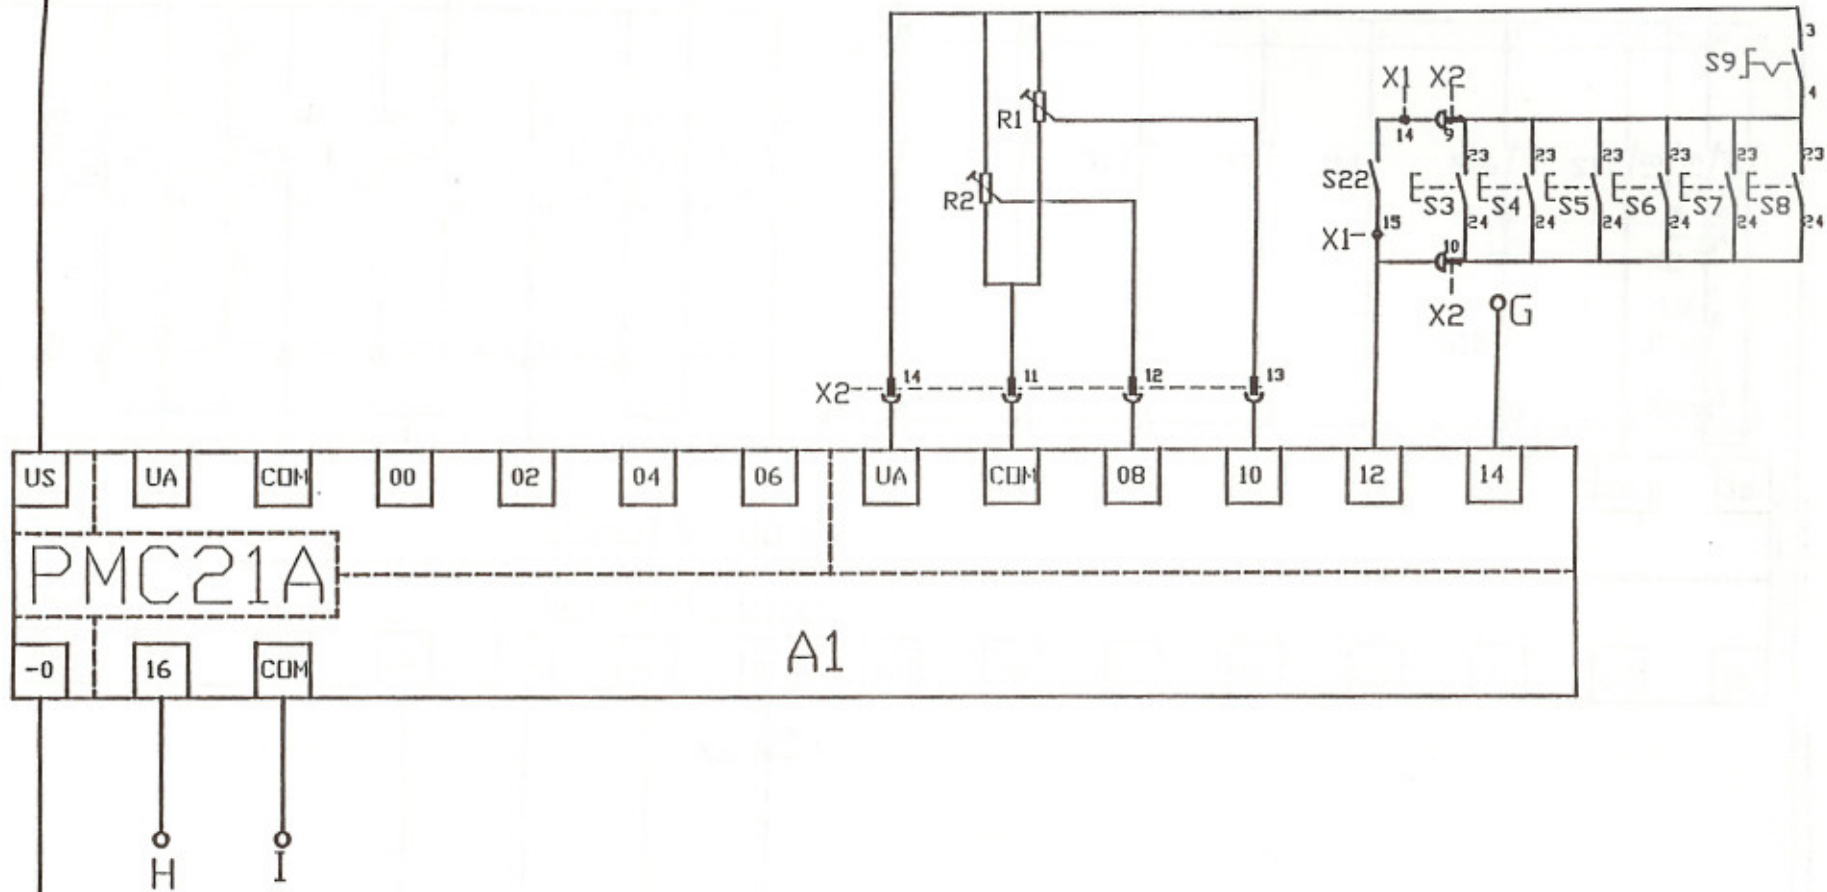 3
S9
4
X1 X2
R1
14 9
23 23 23 23 23 23
S22
S3 S4 S5 S6 S7 S8
R2
24 24 24 24 24 24
X1 15
10
X2 G
X2 14 11 12 13
US UA COM 00 02 04 06 UA COM 08 10 12 14
PMC21A
A1
-0 16 COM
H I